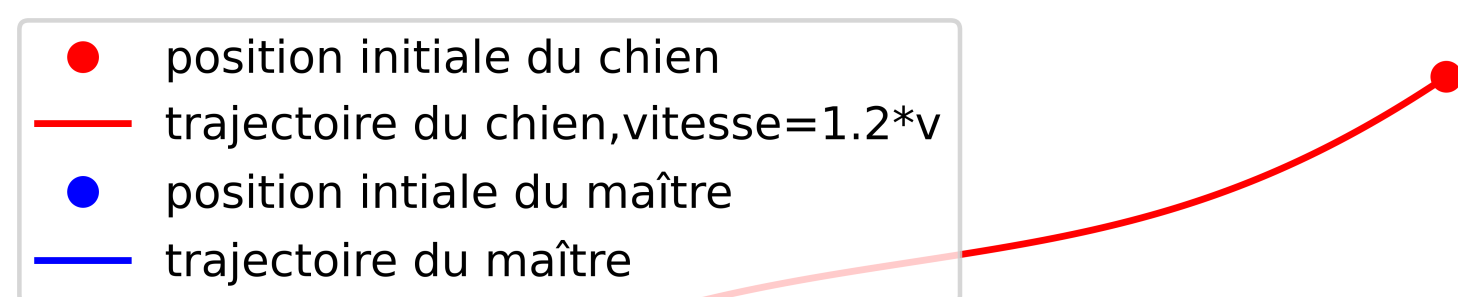 position initiale du chien
trajectoire du chien,vitesse=1.2*v
position intiale du maître
trajectoire du maître